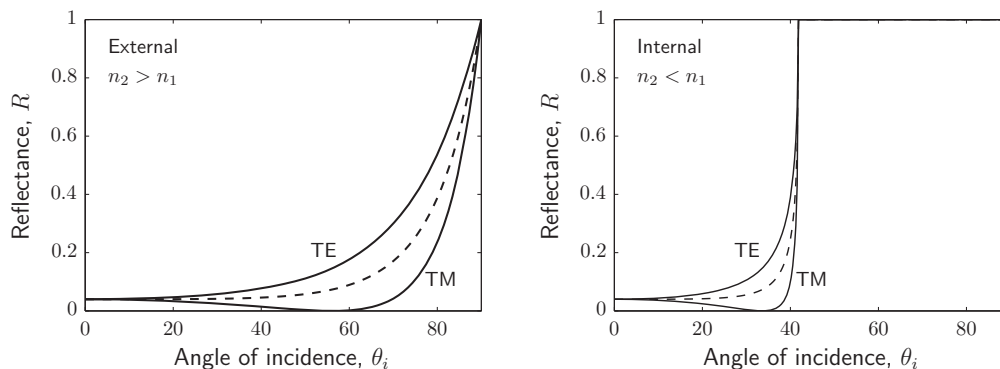 1
0.8
0.6
0.4
0.2
0
Reflectance, R
External
n₂ > n₁
TE
TM
0 20 40 60 80
Angle of incidence, θᵢ
1
0.8
0.6
0.4
0.2
0
Reflectance, R
Internal
n₂ < n₁
TE
TM
0 20 40 60 80
Angle of incidence, θᵢ